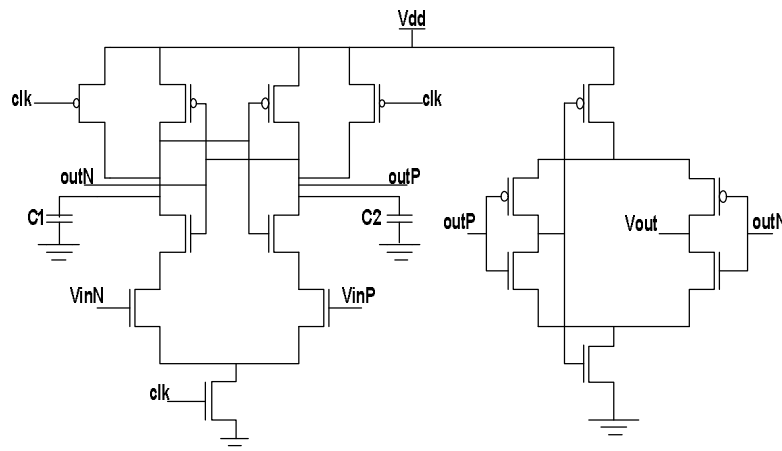 Vdd
clk
clk
outN
outP
C1
C2
outP
Vout
outN
VinN
VinP
clk